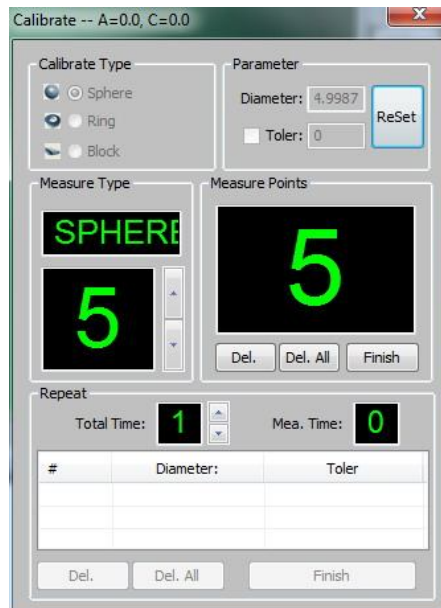 Calibrate -- A=0.0, C=0.0
x
Calibrate Type
Sphere
Ring
Block
Parameter
Diameter: 4.9987
Toler: 0
ReSet
Measure Type
SPHERE
5
Measure Points
5
Del. Del. All Finish
Repeat
Total Time: 1 Mea. Time: 0
# Diameter: Toler
Del. Del. All Finish